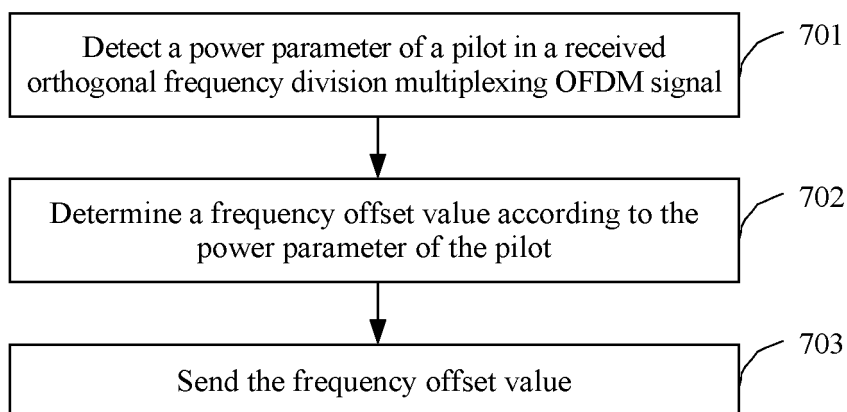 Detect a power parameter of a pilot in a received
orthogonal frequency division multiplexing OFDM signal
701
Determine a frequency offset value according to the
power parameter of the pilot
702
Send the frequency offset value
703